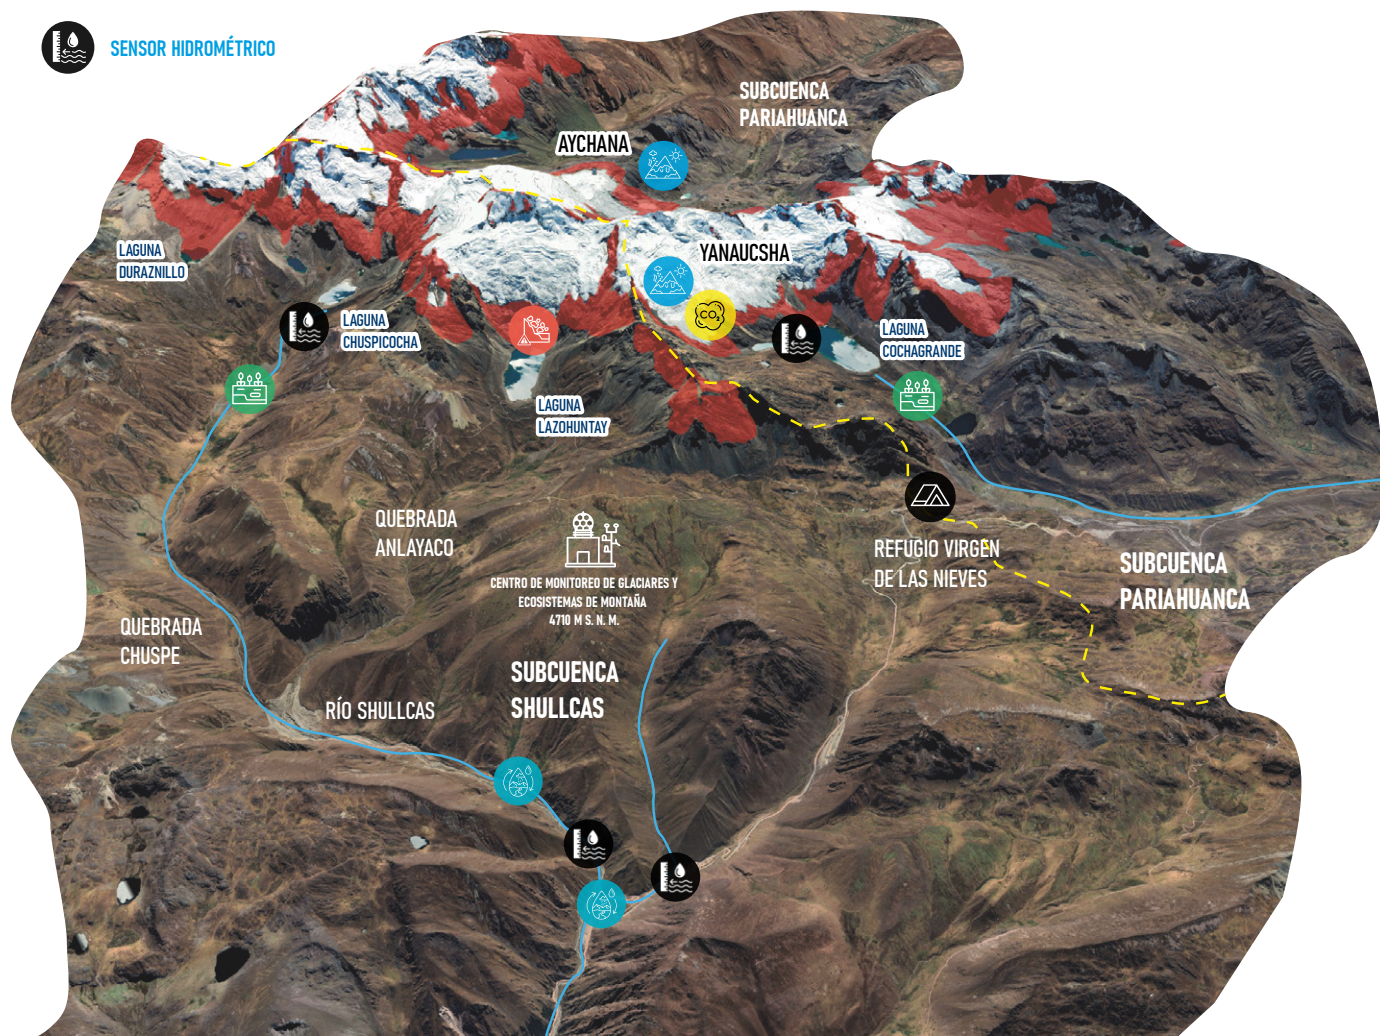 SENSOR HIDROMÉTRICO
SUBCUENCA
PARIAHUANCA
AYCHANA
YANAUCSHA
LAGUNA
DURAZNILLO
LAGUNA
CHUSPICOCHA
LAGUNA
COCHAGRANDE
CO₂
LAGUNA
LAZOHUNTAY
QUEBRADA
ANLAYACO
REFUGIO VIRGEN
DE LAS NIEVES
SUBCUENCA
PARIAHUANCA
CENTRO DE MONITOREO DE GLACIARES Y
ECOSISTEMAS DE MONTAÑA
4710 M S. N. M.
QUEBRADA
CHUSPE
SUBCUENCA
SHULLCAS
RÍO SHULLCAS